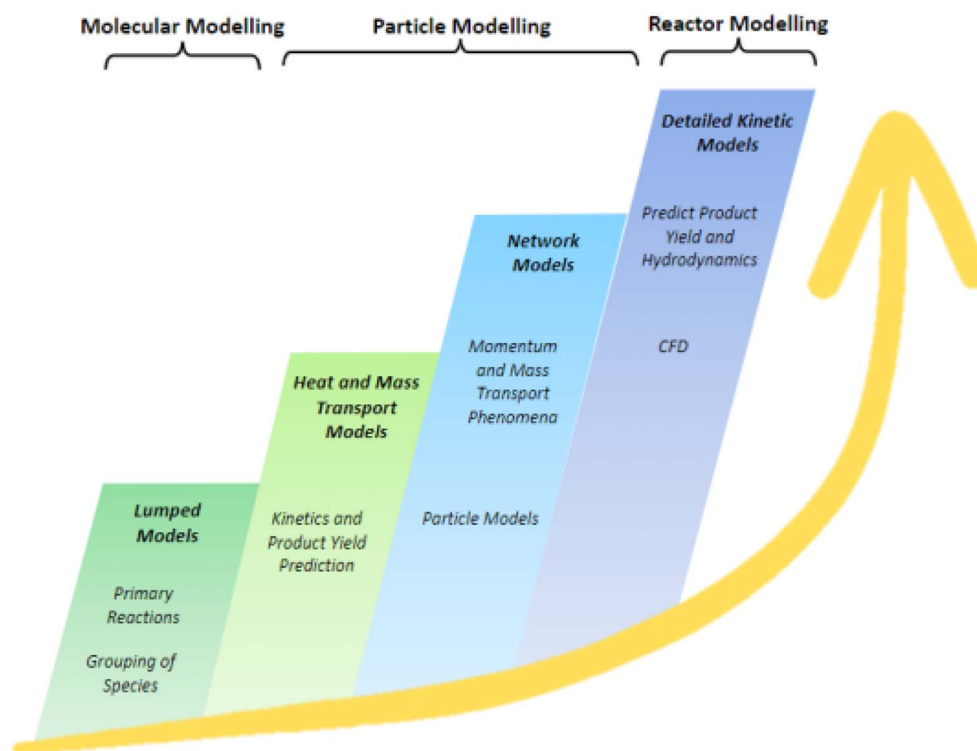 Molecular Modelling
Particle Modelling
Reactor Modelling
Lumped
Models
Primary
Reactions
Grouping of
Species
Heat and Mass
Transport
Models
Kinetics and
Product Yield
Prediction
Network
Models
Momentum
and Mass
Transport
Phenomena
Particle Models
Detailed Kinetic
Models
Predict Product
Yield and
Hydrodynamics
CFD